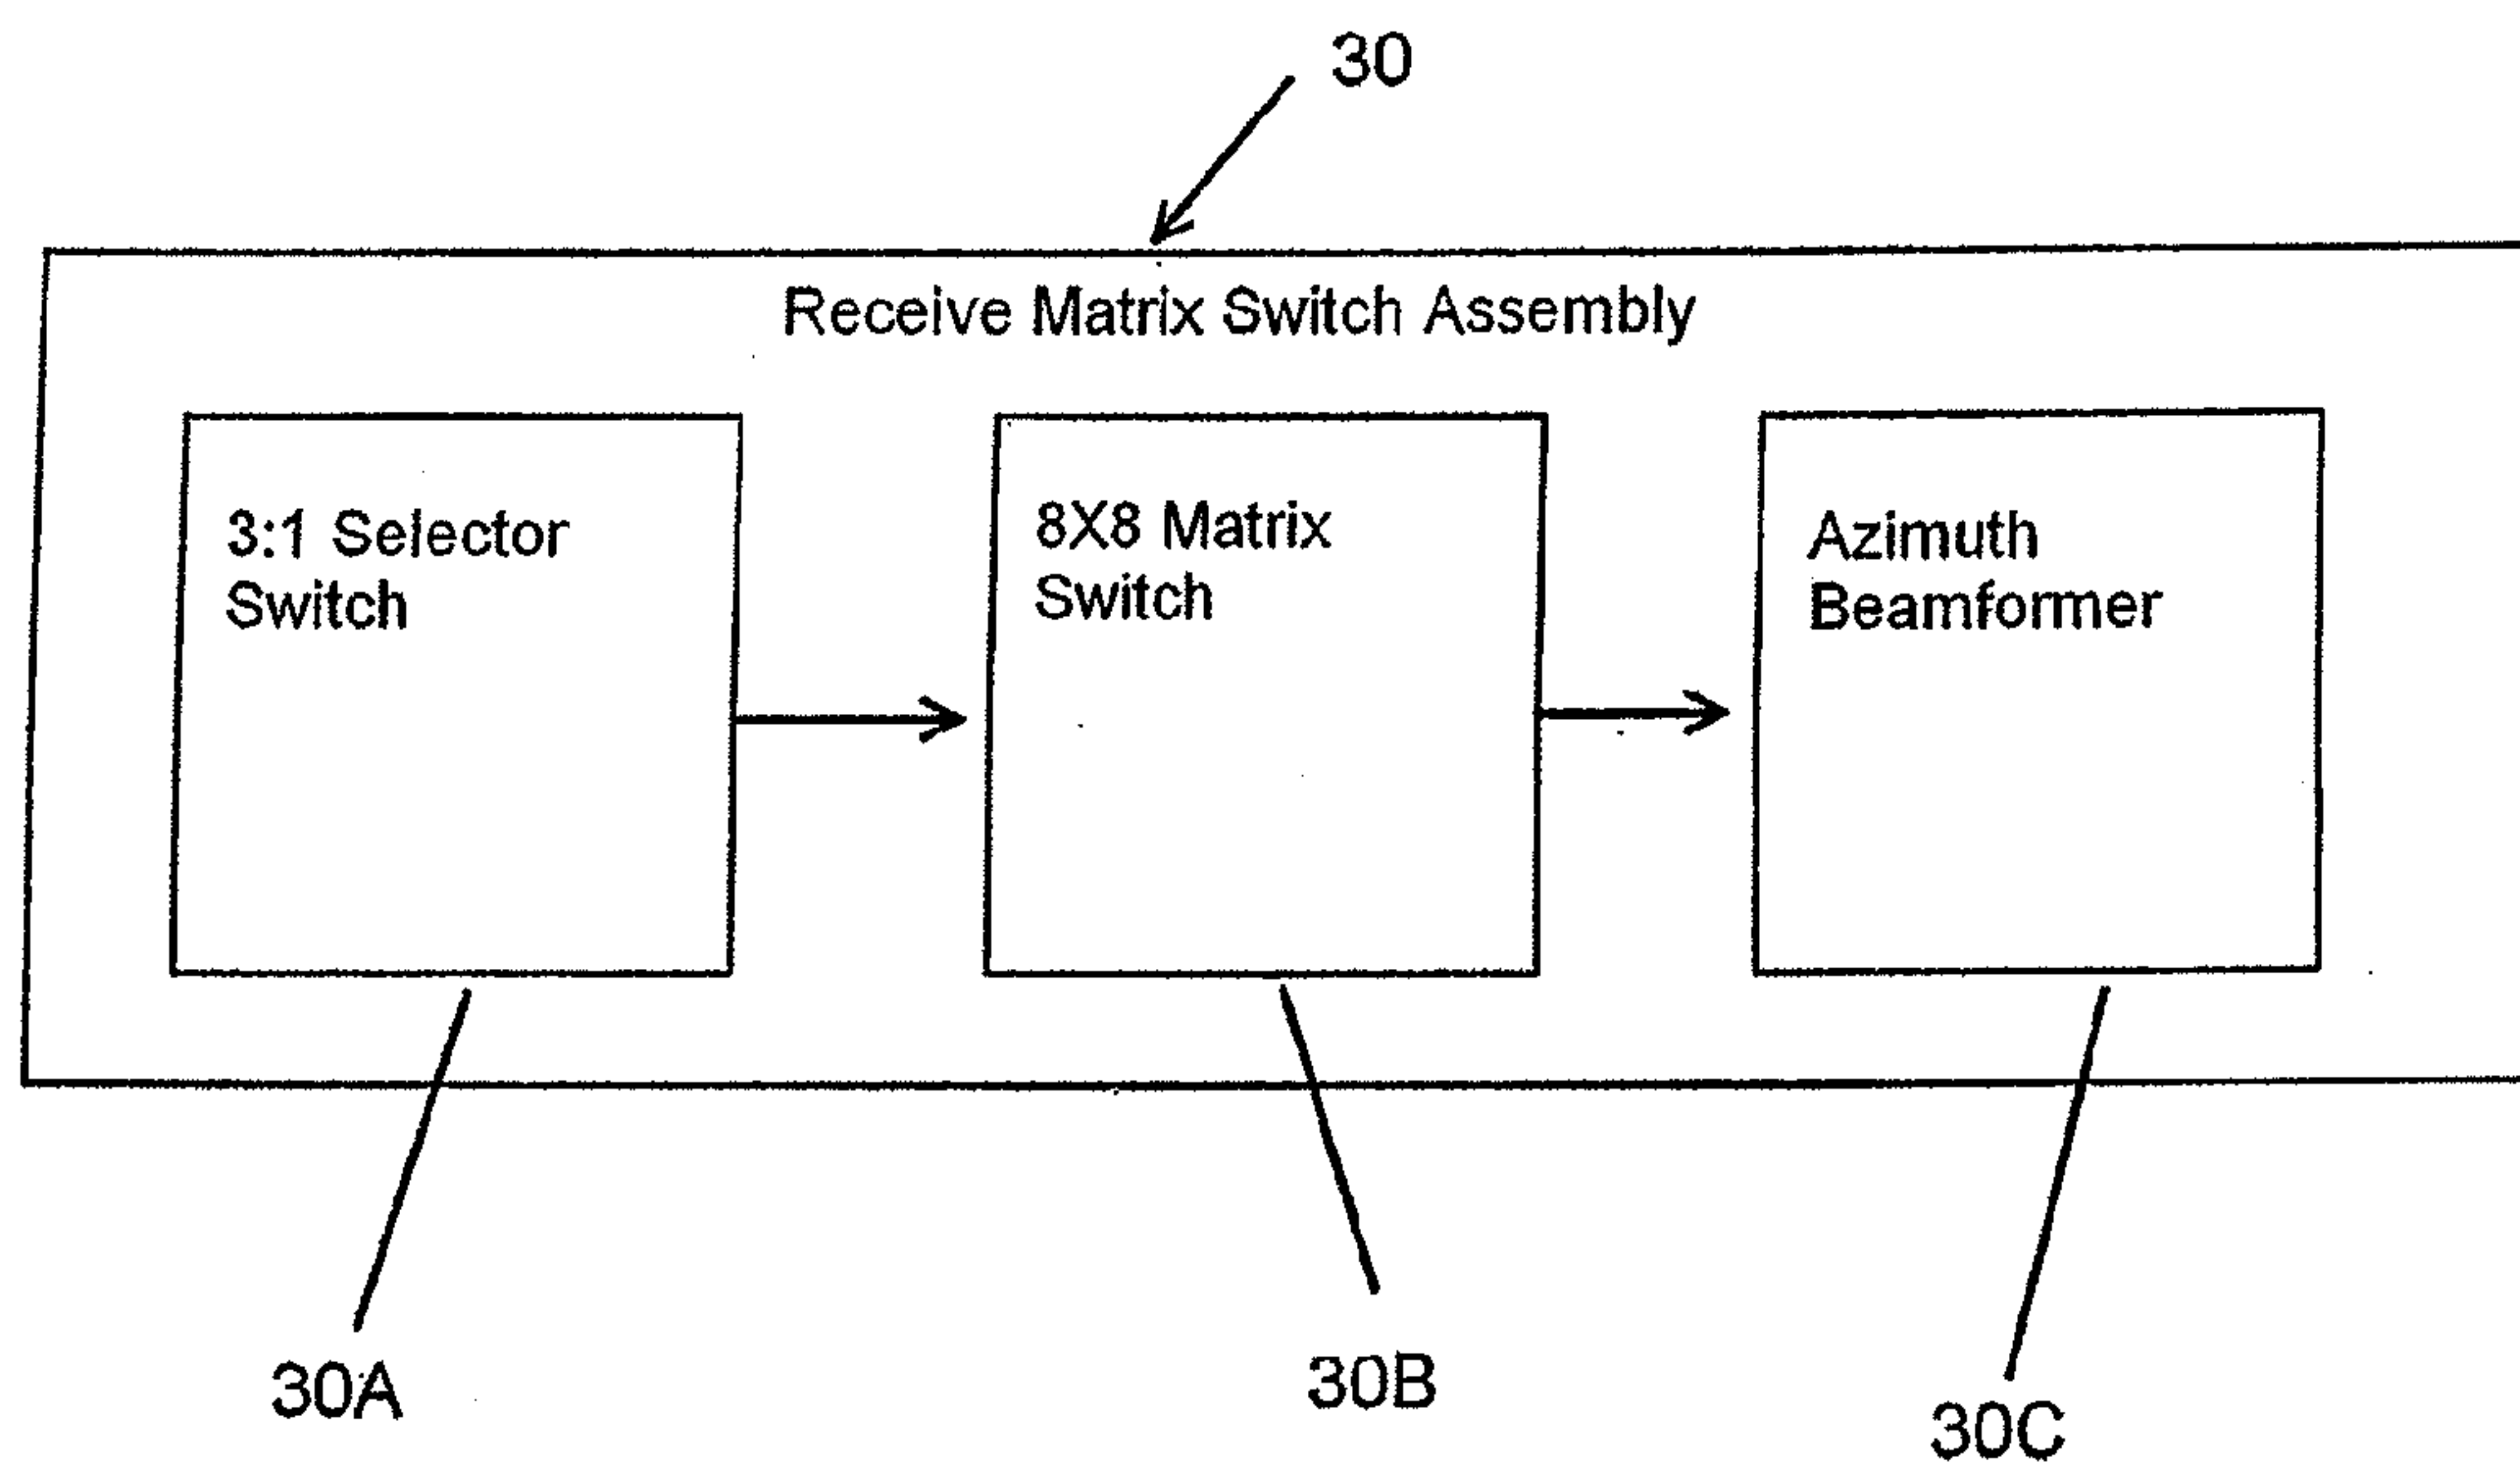 30
Receive Matrix Switch Assembly
3:1 Selector
Switch
8X8 Matrix
Switch
Azimuth
Beamformer
30A
30B
30C